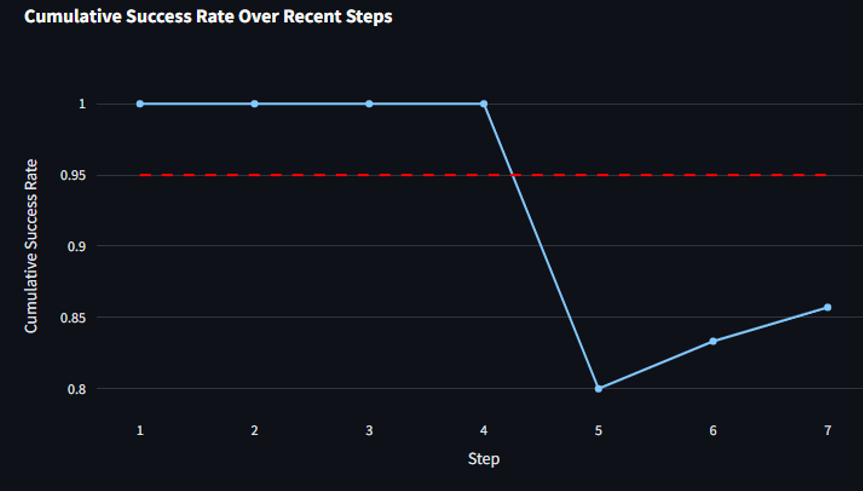 Cumulative Success Rate Over Recent Steps
1
0.95
0.9
0.85
0.8
Cumulative Success Rate
1 2 3 4 5 6 7
Step